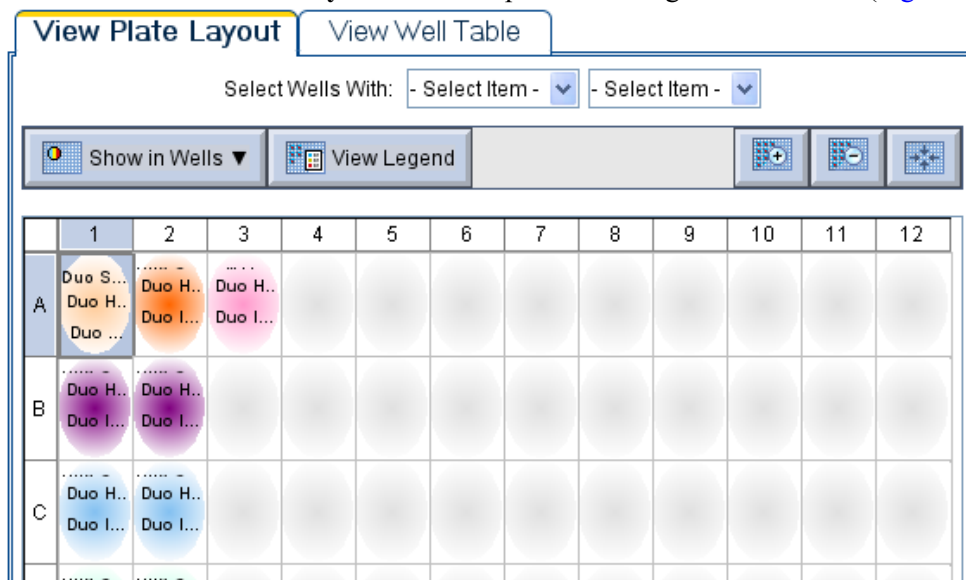 View Plate Layout View Well Table
Select Wells With: - Select Item - - Select Item -
Show in Wells ▼ View Legend
1 2 3 4 5 6 7 8 9 10 11 12
A
Duo S...
Duo H..
Duo ...
Duo H..
Duo I...
Duo H..
Duo I...
B
Duo H..
Duo I...
Duo H..
Duo I...
C
Duo H..
Duo I...
Duo H..
Duo I...